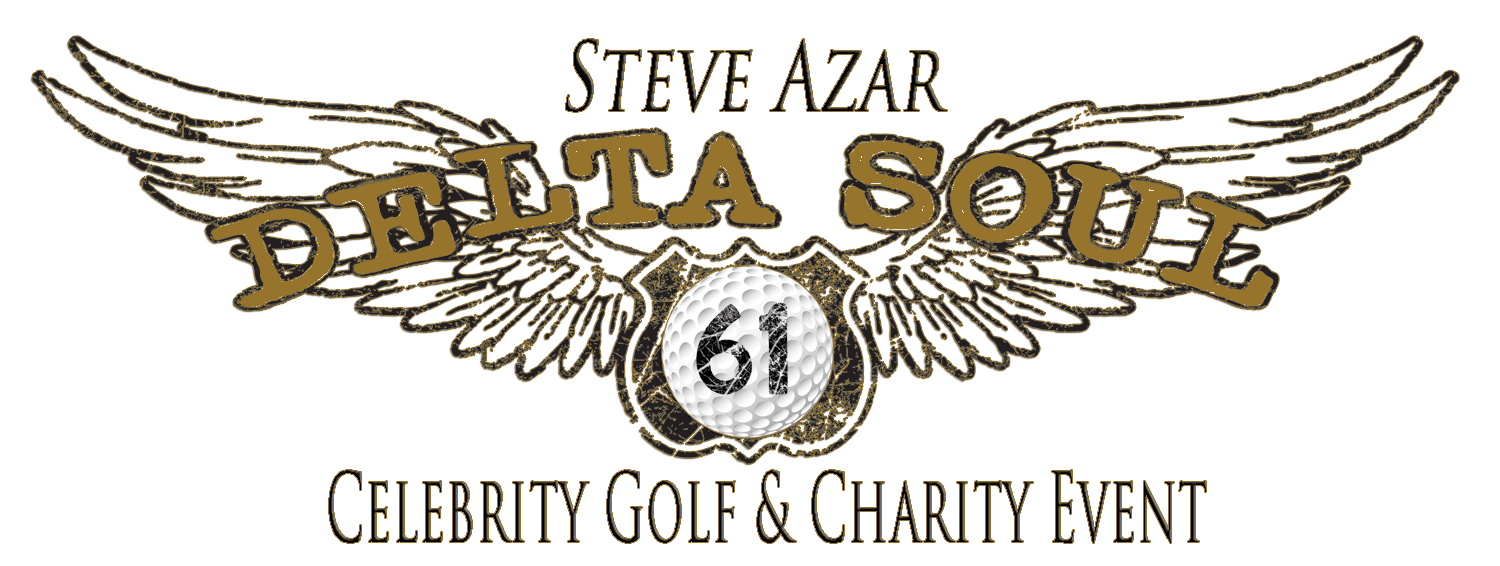 STEVE AZAR
DELTA SOUL
61
CELEBRITY GOLF & CHARITY EVENT